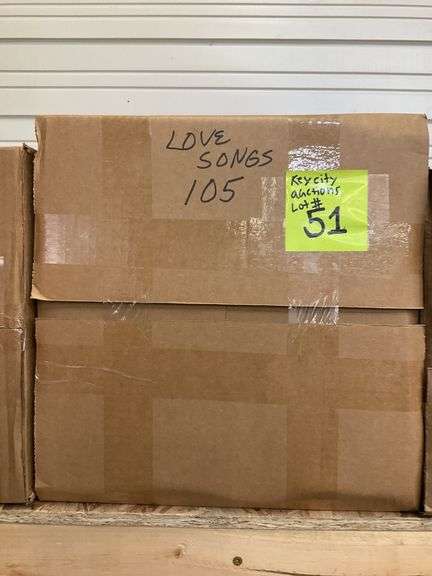 LOVE
SONGS
105
Key city
auctions
Lot #
51